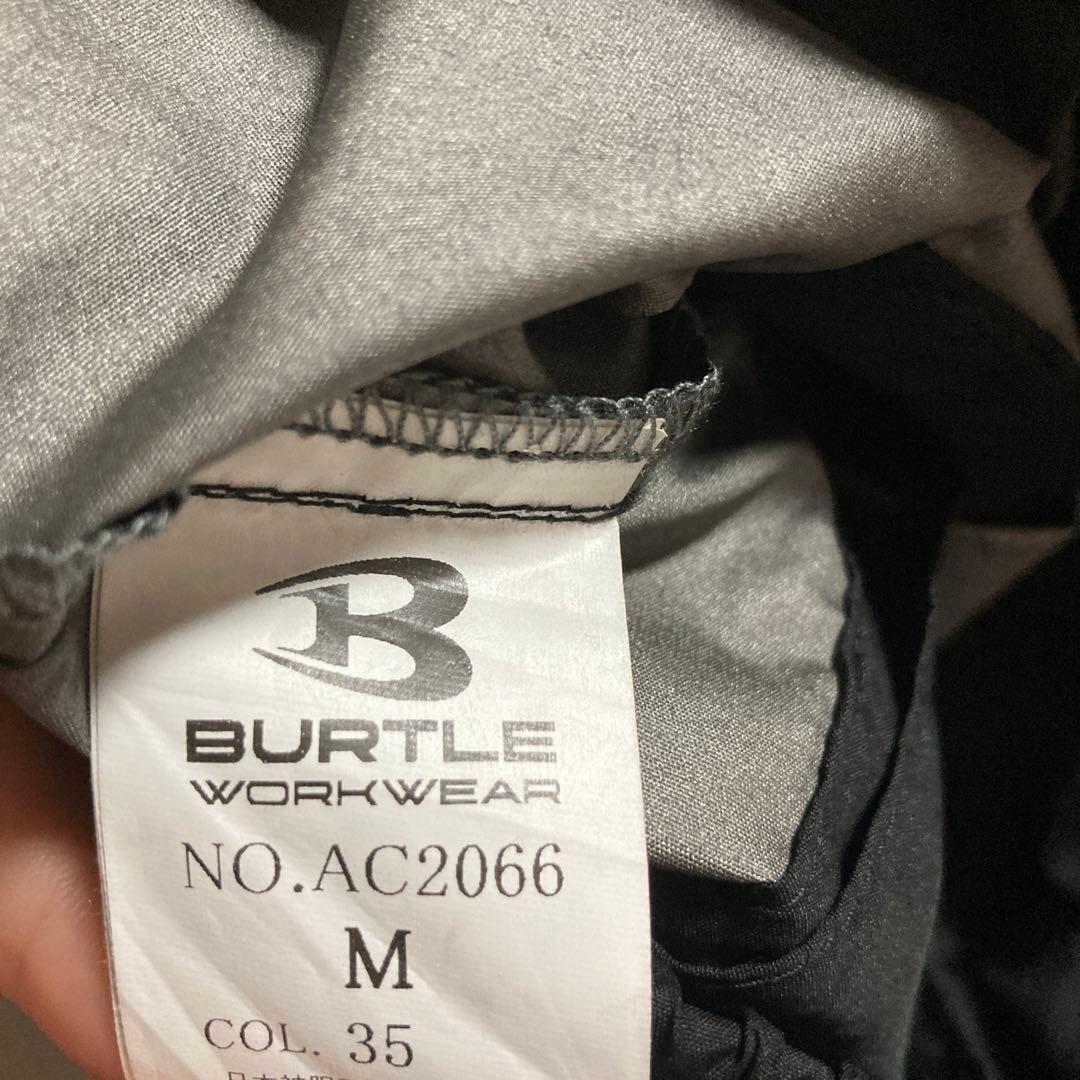 B
BURTLE
WORKWEAR
NO.AC2066
M
COL. 35